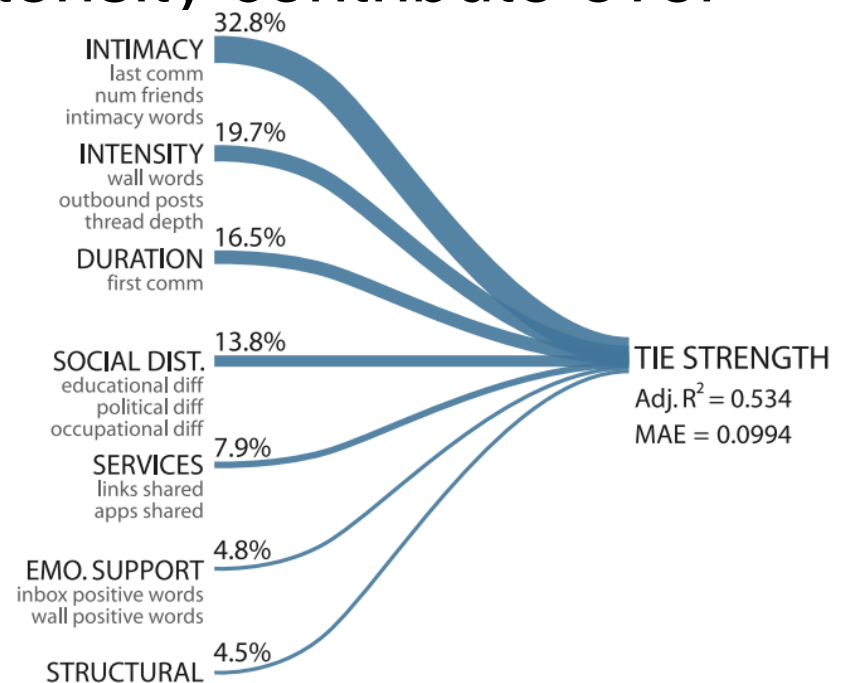 32.8%
INTIMACY
last comm
num friends
intimacy words
19.7%
INTENSITY
wall words
outbound posts
thread depth
16.5%
DURATION
first comm
13.8%
SOCIAL DIST.
educational diff
political diff
occupational diff
7.9%
SERVICES
links shared
apps shared
4.8%
EMO. SUPPORT
inbox positive words
wall positive words
4.5%
STRUCTURAL
TIE STRENGTH
Adj. R² = 0.534
MAE = 0.0994